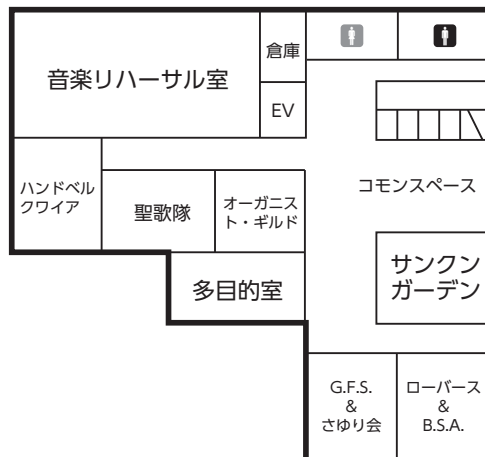 倉庫
音楽リハーサル室
EV
ハンドベル
クワイア
聖歌隊
オーガニス
ト・ギルド
コモンスペース
多目的室
サンクン
ガーデン
G.F.S.
&
さゆり会
ローバース
&
B.S.A.